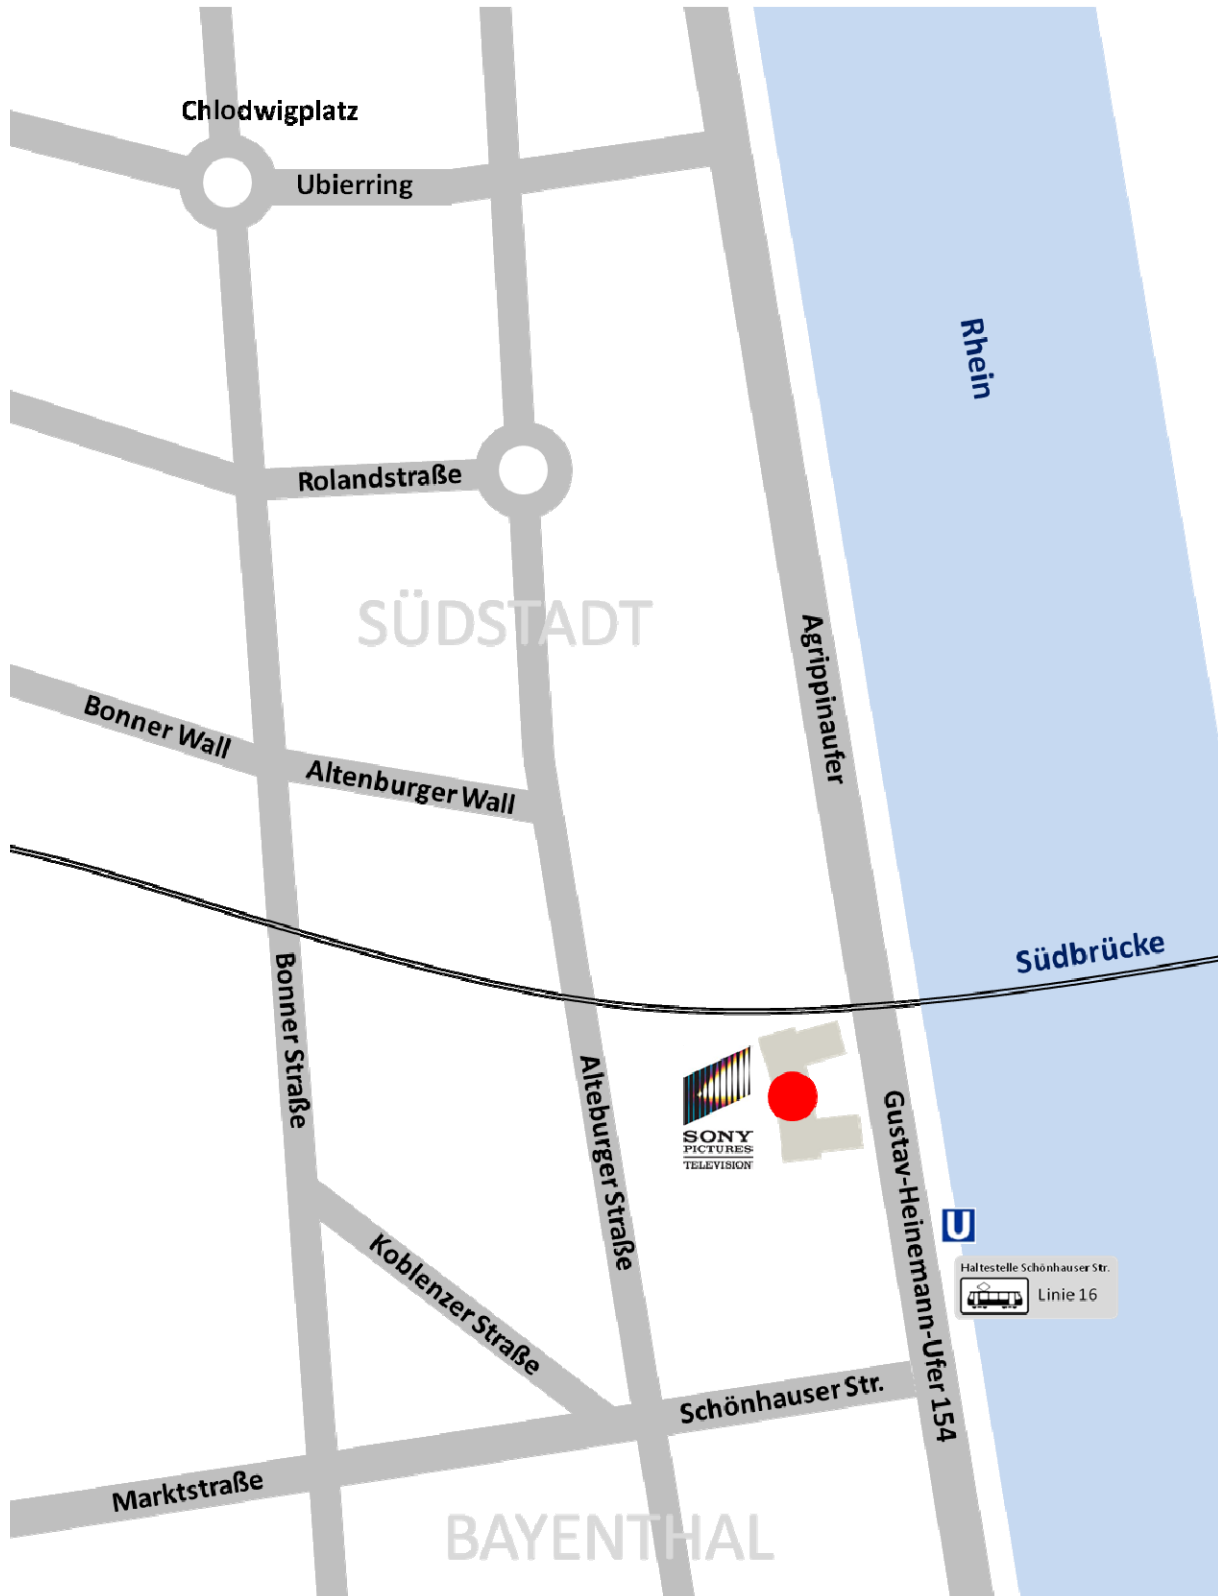 Chlodwigplatz
Ubierring
Rhein
Rolandstraße
SÜDSTADT
Agrippinaufer
Bonner Wall
Altenburger Wall
Südbrücke
Bonner Straße
Alteburger Straße
SONY
PICTURES
TELEVISION
Gustav-Heinemann-Ufer 154
U
Haltestelle Schönhauser Str.
Linie 16
Koblenzer Straße
Schönhauser Str.
Marktstraße
BAYENTHAL